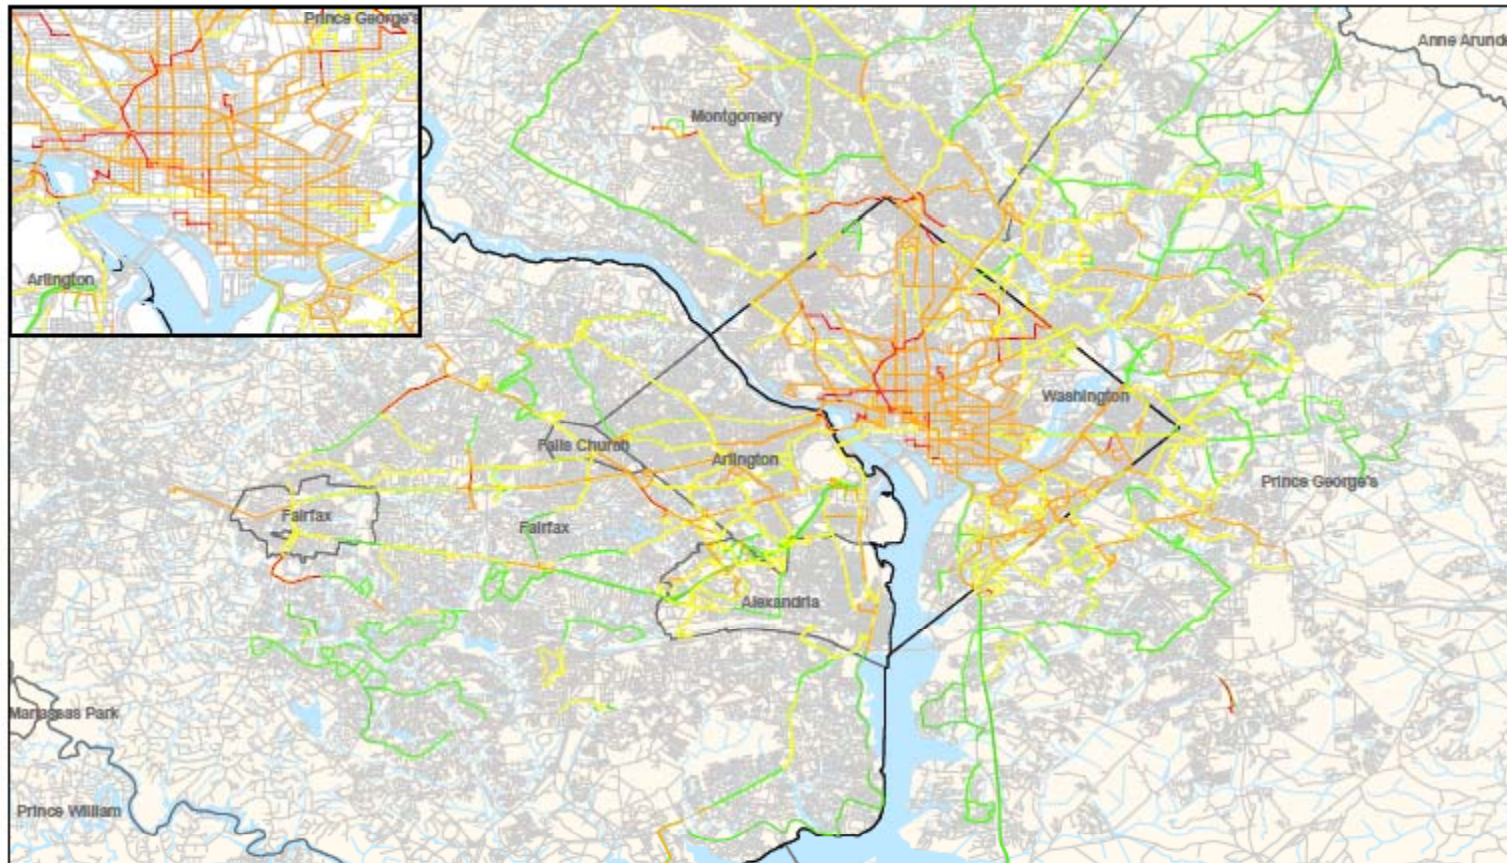 Prince George's
Anne Arunde
Montgomery
Arlington
Washington
Falls Church
Arlington
Prince George's
Fairfax
Fairfax
Alexandria
Manassas Park
Prince William